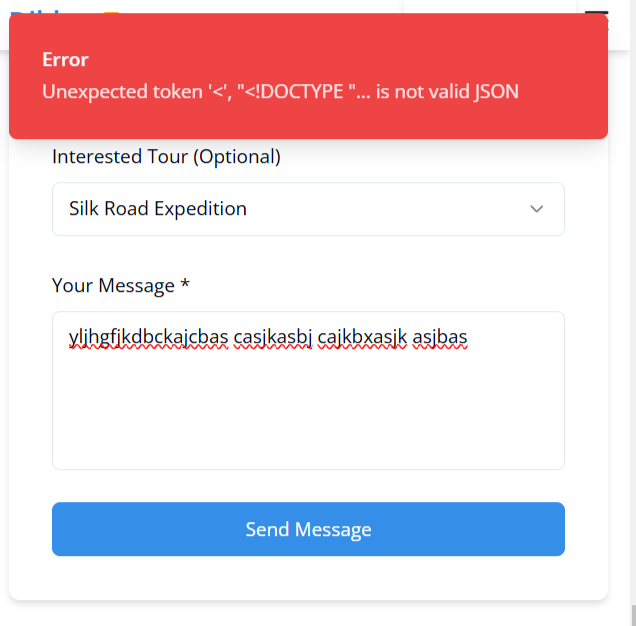 Error
Unexpected token '<', "<!DOCTYPE "... is not valid JSON
Interested Tour (Optional)
Silk Road Expedition
Your Message *
yljhgfjkdbckajcbas casjkasbj cajkbxasjk asjbas
Send Message